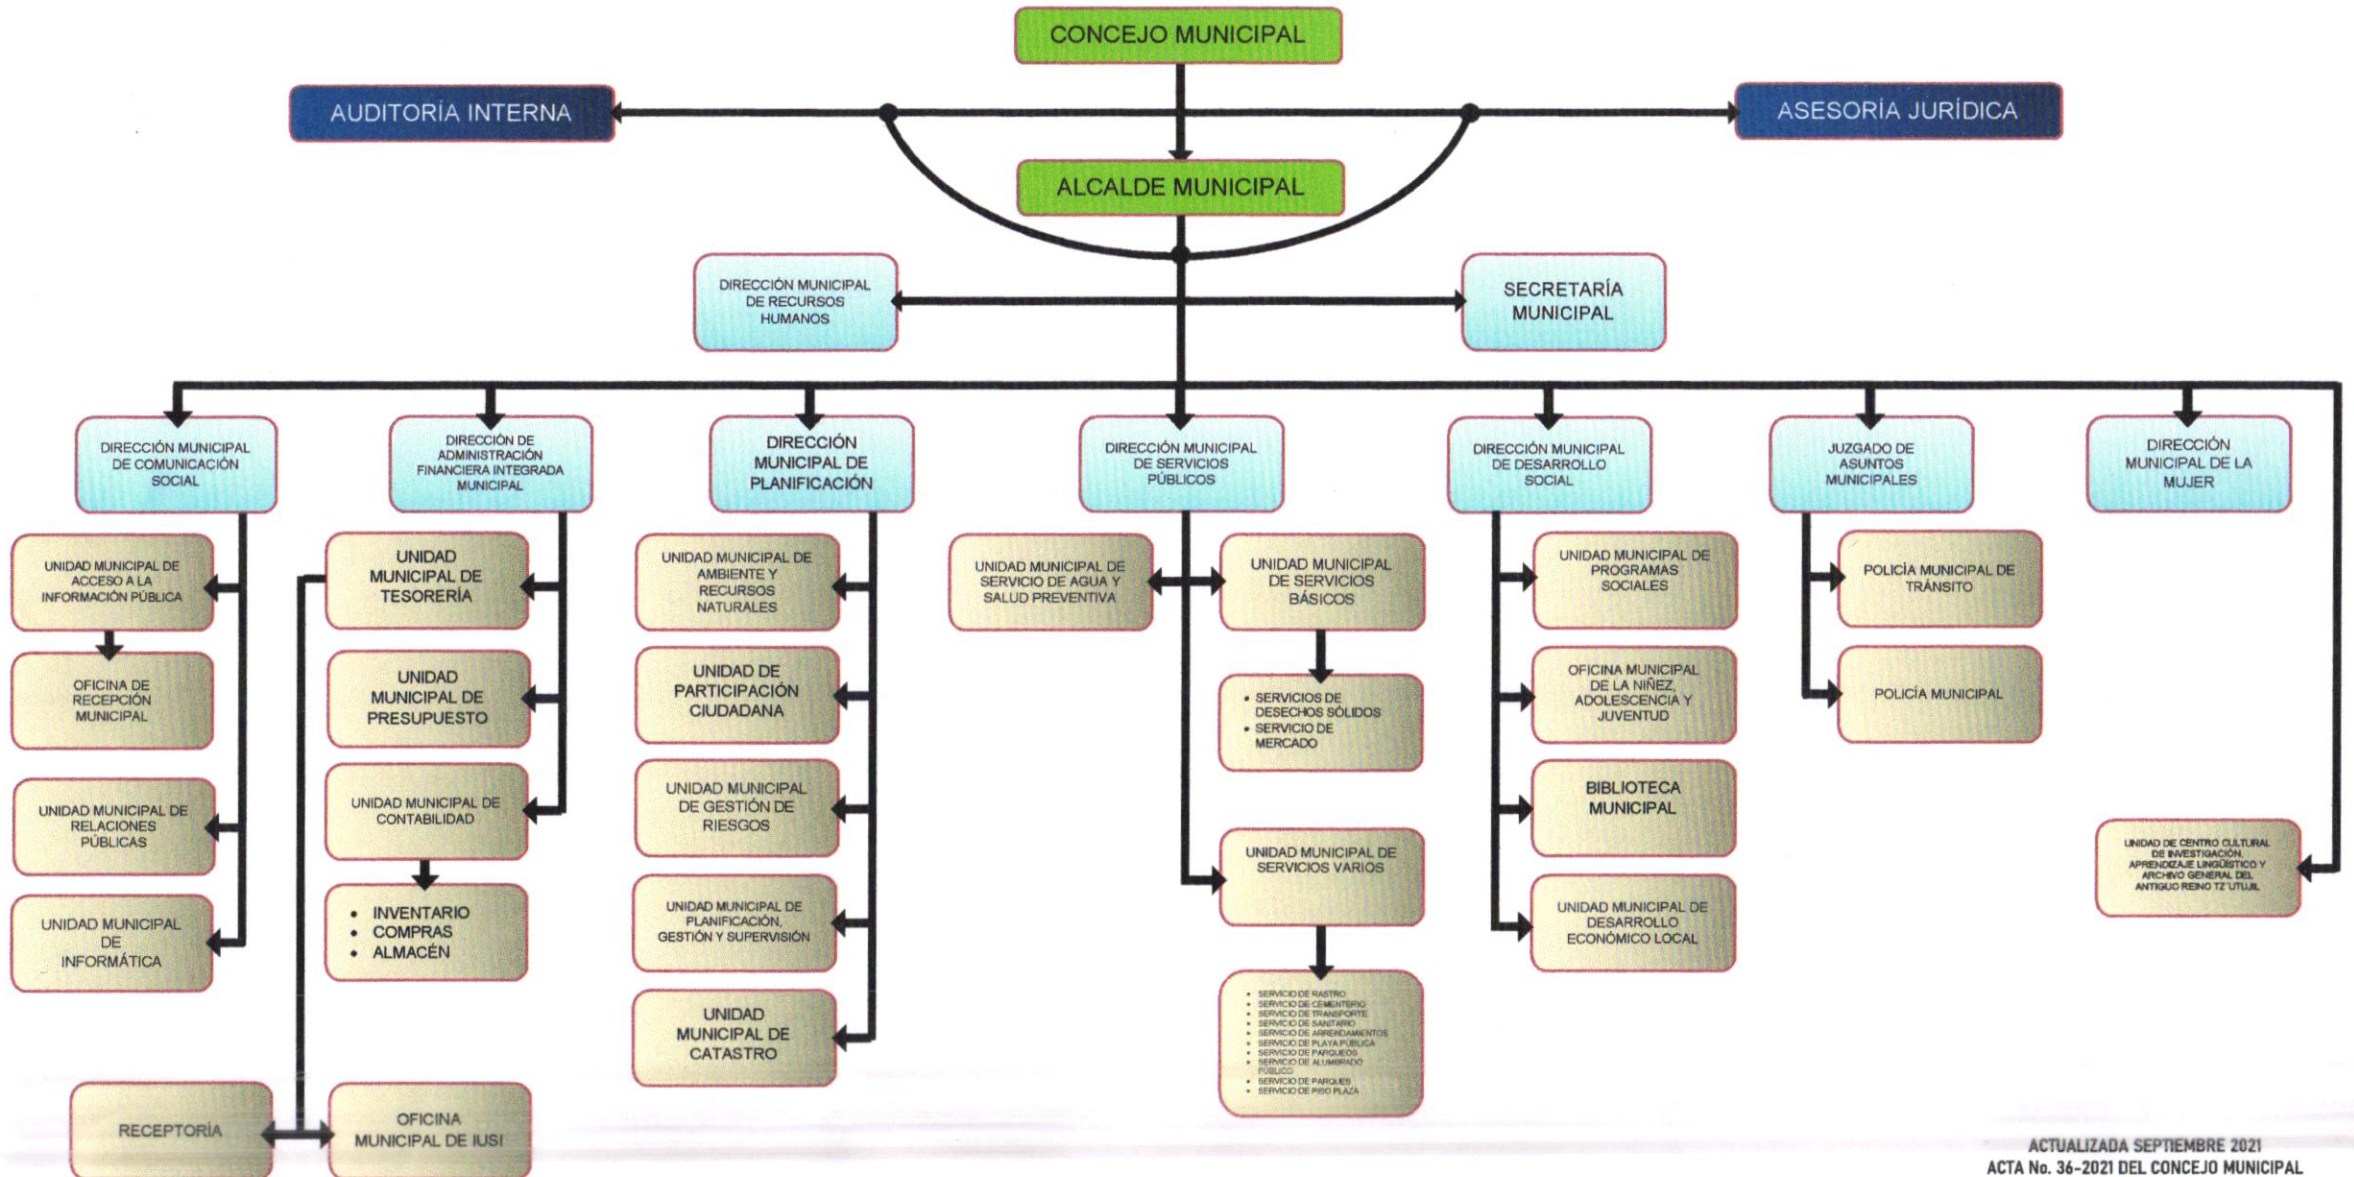 CONCEJO MUNICIPAL
AUDITORÍA INTERNA
ASESORÍA JURÍDICA
ALCALDE MUNICIPAL
DIRECCIÓN MUNICIPAL
DE RECURSOS
HUMANOS
SECRETARÍA
MUNICIPAL
DIRECCIÓN MUNICIPAL
DE COMUNICACIÓN
SOCIAL
DIRECCIÓN DE
ADMINISTRACIÓN
FINANCIERA INTEGRADA
MUNICIPAL
DIRECCIÓN
MUNICIPAL DE
PLANIFICACIÓN
DIRECCIÓN MUNICIPAL
DE SERVICIOS
PÚBLICOS
DIRECCIÓN MUNICIPAL
DE DESARROLLO
SOCIAL
JUZGADO DE
ASUNTOS
MUNICIPALES
DIRECCIÓN
MUNICIPAL DE LA
MUJER
UNIDAD MUNICIPAL DE
ACCESO A LA
INFORMACIÓN PÚBLICA
OFICINA DE
RECEPCIÓN
MUNICIPAL
UNIDAD MUNICIPAL DE
RELACIONES
PÚBLICAS
UNIDAD MUNICIPAL
DE
INFORMÁTICA
UNIDAD
MUNICIPAL DE
TESORERÍA
UNIDAD
MUNICIPAL DE
PRESUPUESTO
UNIDAD MUNICIPAL DE
CONTABILIDAD
• INVENTARIO
• COMPRAS
• ALMACÉN
RECEPTORÍA
OFICINA
MUNICIPAL DE IUSI
UNIDAD MUNICIPAL DE
AMBIENTE Y
RECURSOS
NATURALES
UNIDAD DE
PARTICIPACIÓN
CIUDADANA
UNIDAD MUNICIPAL
DE GESTIÓN DE
RIESGOS
UNIDAD MUNICIPAL DE
PLANIFICACIÓN,
GESTIÓN Y SUPERVISIÓN
UNIDAD
MUNICIPAL DE
CATASTRO
UNIDAD MUNICIPAL DE
SERVICIO DE AGUA Y
SALUD PREVENTIVA
UNIDAD MUNICIPAL
DE SERVICIOS
BÁSICOS
• SERVICIOS DE
DESECHOS SÓLIDOS
• SERVICIO DE
MERCADO
UNIDAD MUNICIPAL DE
SERVICIOS VARIOS
• SERVICIO DE RASTRO
• SERVICIO DE CEMENTERIO
• SERVICIO DE TRANSPORTE
• SERVICIO DE SANITARIO
• SERVICIO DE ARRENDAMIENTOS
• SERVICIO DE PLAYA PÚBLICA
• SERVICIO DE PARQUEOS
• SERVICIO DE ALUMBRADO
PÚBLICO
• SERVICIO DE PARQUES
• SERVICIO DE PISO PLAZA
UNIDAD MUNICIPAL DE
PROGRAMAS
SOCIALES
OFICINA MUNICIPAL
DE LA NIÑEZ,
ADOLESCENCIA Y
JUVENTUD
BIBLIOTECA
MUNICIPAL
UNIDAD MUNICIPAL DE
DESARROLLO
ECONÓMICO LOCAL
POLICÍA MUNICIPAL DE
TRÁNSITO
POLICÍA MUNICIPAL
UNIDAD DE CENTRO CULTURAL
DE INVESTIGACIÓN,
APRENDIZAJE LINGÜÍSTICO Y
ARCHIVO GENERAL DEL
ANTIGUO REINO TZ´UTUJIL
ACTUALIZADA SEPTIEMBRE 2021
ACTA No. 36-2021 DEL CONCEJO MUNICIPAL